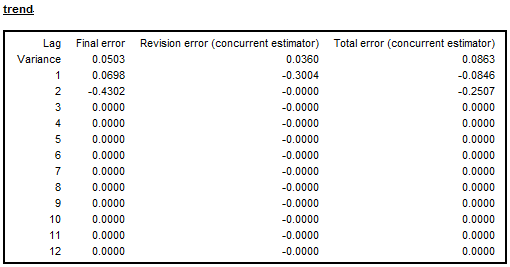 trend
Lag Final error Revision error (concurrent estimator) Total error (concurrent estimator)
Variance 0.0503 0.0360 0.0863
1 0.0698 -0.3004 -0.0846
2 -0.4302 -0.0000 -0.2507
3 0.0000 -0.0000 0.0000
4 0.0000 -0.0000 0.0000
5 0.0000 -0.0000 0.0000
6 0.0000 -0.0000 0.0000
7 0.0000 -0.0000 0.0000
8 0.0000 -0.0000 0.0000
9 0.0000 -0.0000 0.0000
10 0.0000 -0.0000 0.0000
11 0.0000 -0.0000 0.0000
12 0.0000 -0.0000 0.0000